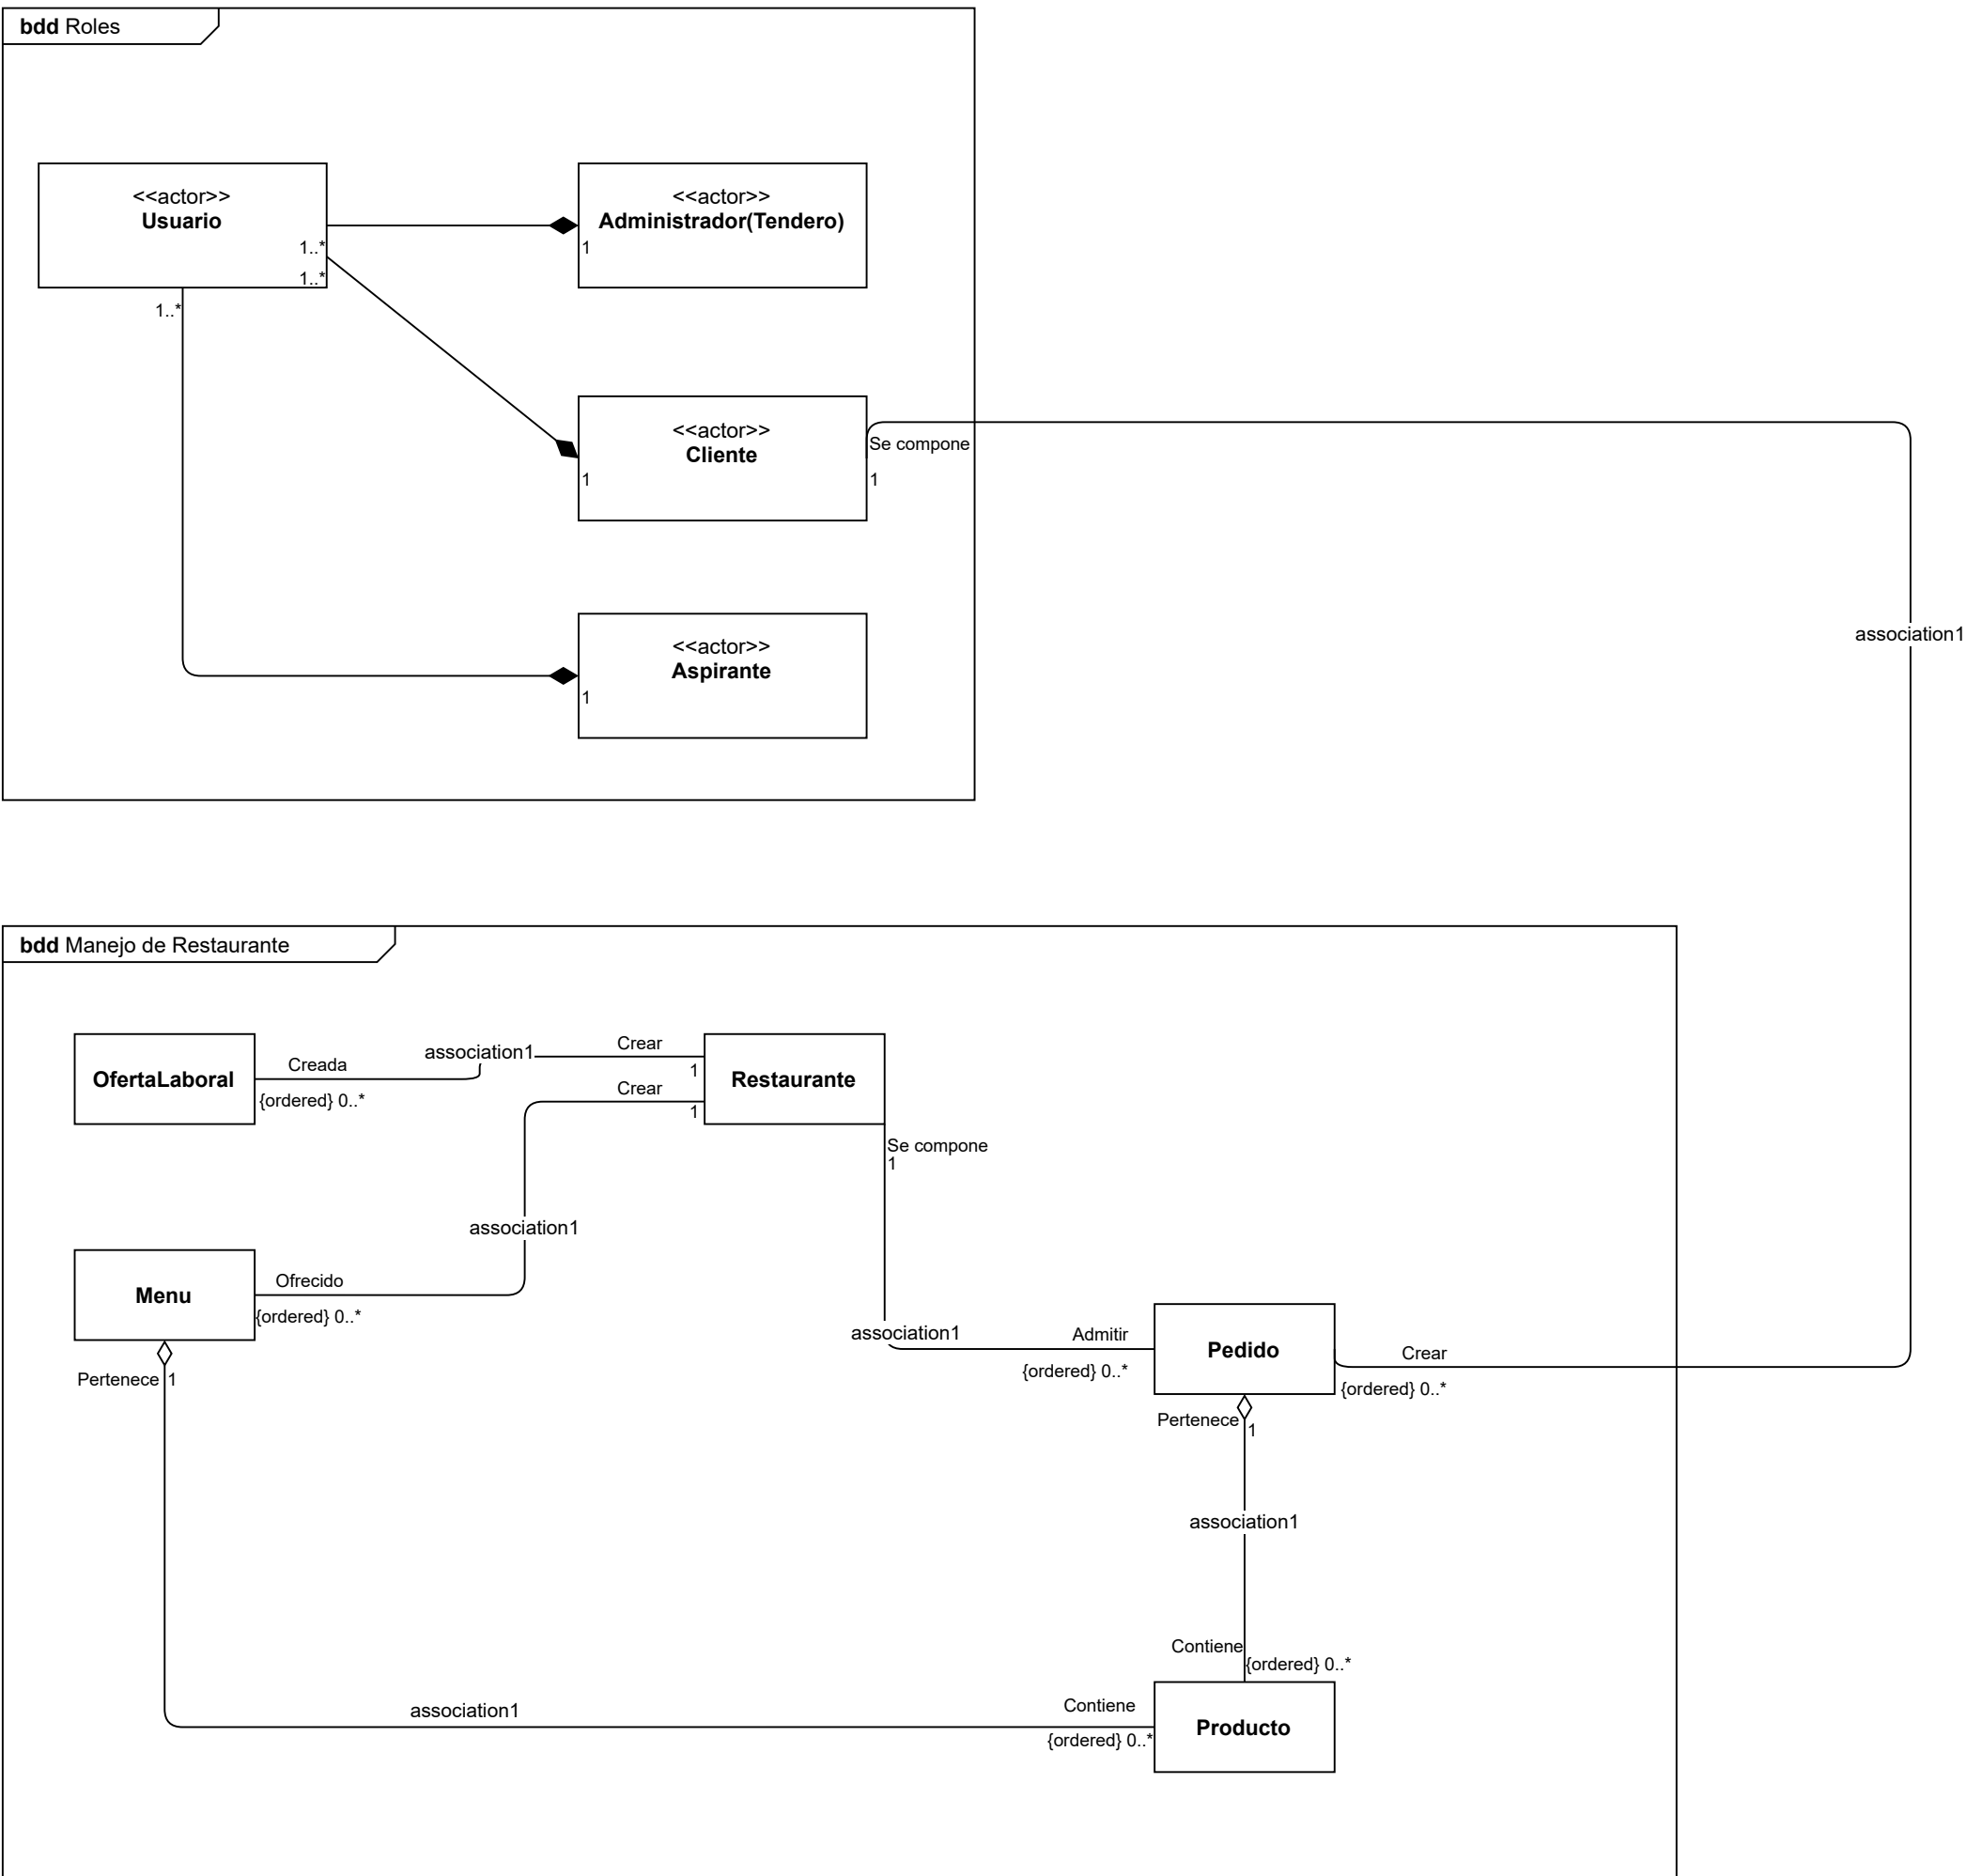 bdd Roles
<<actor>>
Usuario
1..*
1..*
1..*
<<actor>>
Administrador(Tendero)
1
<<actor>>
Cliente
1
Se compone
1
<<actor>>
Aspirante
1
association1
bdd Manejo de Restaurante
OfertaLaboral
Creada
{ordered} 0..*
association1
Crear
1
Crear
1
Restaurante
Se compone
1
association1
Menu
Ofrecido
{ordered} 0..*
Pertenece 1
association1
Admitir
{ordered} 0..*
Pedido
Crear
{ordered} 0..*
Pertenece
1
association1
Contiene
{ordered} 0..*
association1
Contiene
{ordered} 0..*
Producto